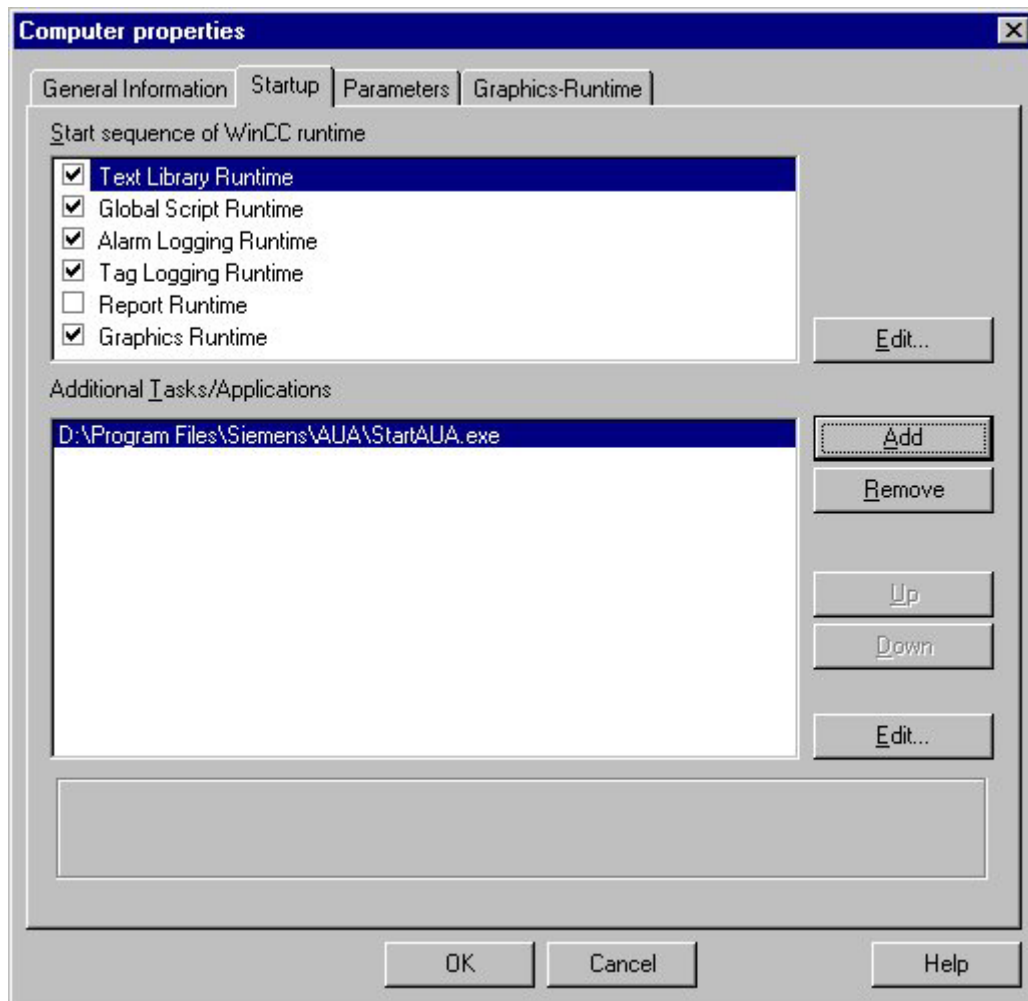 Computer properties
General Information Startup Parameters Graphics-Runtime
Start sequence of WinCC runtime
Text Library Runtime
Global Script Runtime
Alarm Logging Runtime
Tag Logging Runtime
Report Runtime
Graphics Runtime
Edit...
Additional Tasks/Applications
D:\Program Files\Siemens\AUA\StartAUA.exe
Add
Remove
Up
Down
Edit...
OK Cancel Help